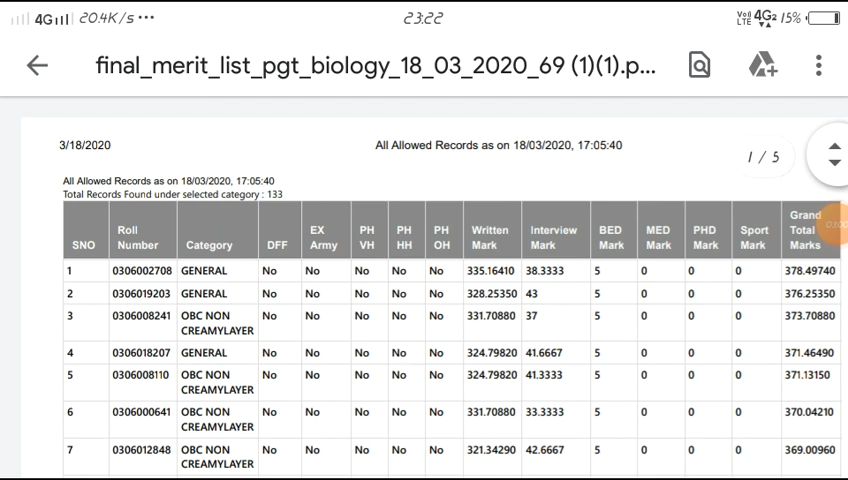 4G 20.4K/s ... 23:22 Vo) LTE 4G2 15%
final_merit_list_pgt_biology_18_03_2020_69 (1)(1).p...
3/18/2020 All Allowed Records as on 18/03/2020, 17:05:40
1 / 5
All Allowed Records as on 18/03/2020, 17:05:40
Total Records Found under selected category : 133
SNO Roll Number Category DFF EX Army PH VH PH HH PH OH Written Mark Interview Mark BED Mark MED Mark PHD Mark Sport Mark Grand Total Marks
1 0306002708 GENERAL No No No No No 335.16410 38.3333 5 0 0 0 378.49740
2 0306019203 GENERAL No No No No No 328.25350 43 5 0 0 0 376.25350
3 0306008241 OBC NON CREAMYLAYER No No No No No 331.70880 37 5 0 0 0 373.70880
4 0306018207 GENERAL No No No No No 324.79820 41.6667 5 0 0 0 371.46490
5 0306008110 OBC NON CREAMYLAYER No No No No No 324.79820 41.3333 5 0 0 0 371.13150
6 0306000641 OBC NON CREAMYLAYER No No No No No 331.70880 33.3333 5 0 0 0 370.04210
7 0306012848 OBC NON CREAMYLAYER No No No No No 321.34290 42.6667 5 0 0 0 369.00960